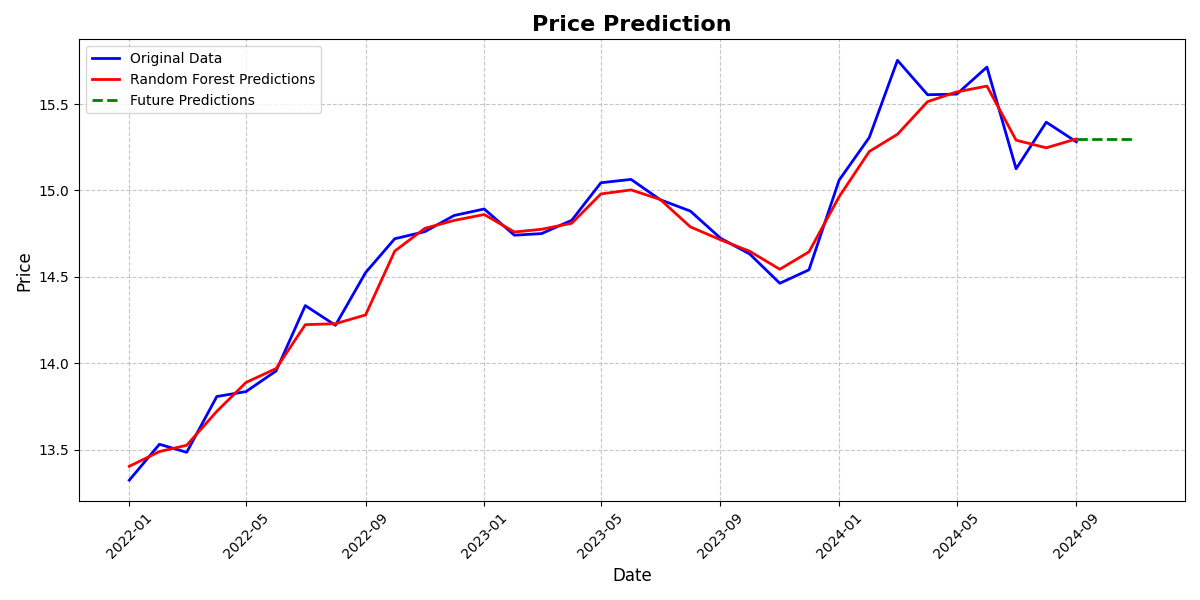 Price Prediction
Original Data
Random Forest Predictions
Future Predictions
Price
15.5
15.0
14.5
14.0
13.5
2022-01
2022-05
2022-09
2023-01
2023-05
2023-09
2024-01
2024-05
2024-09
Date